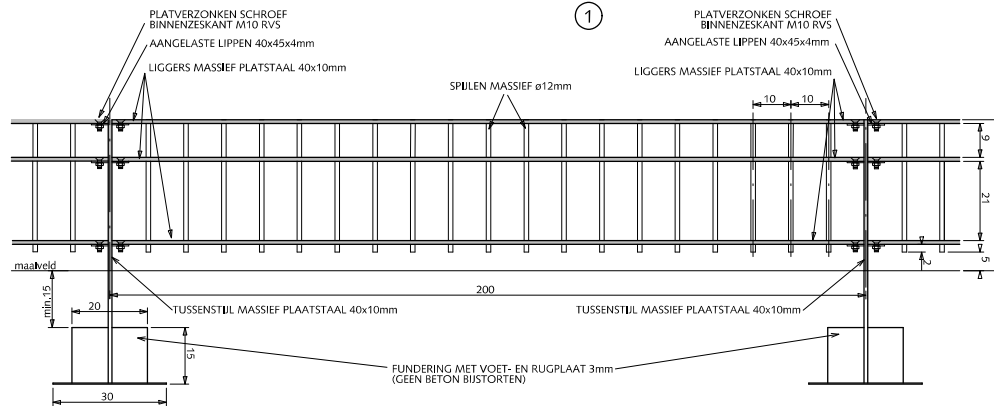 PLATVERZONKEN SCHROEF
BINNENZESKANT M10 RVS
AANGELASTE LIPPEN 40x45x4mm
LIGGERS MASSIEF PLATSTAAL 40x10mm
1
SPIJLEN MASSIEF ø12mm
PLATVERZONKEN SCHROEF
BINNENZESKANT M10 RVS
AANGELASTE LIPPEN 40x45x4mm
LIGGERS MASSIEF PLATSTAAL 40x10mm
10
10
9
21
2
5
maaiveld
min.15
200
20
TUSSENSTIJL MASSIEF PLAATSTAAL 40x10mm
TUSSENSTIJL MASSIEF PLAATSTAAL 40x10mm
15
FUNDERING MET VOET- EN RUGPLAAT 3mm
(GEEN BETON BIJSTORTEN)
30